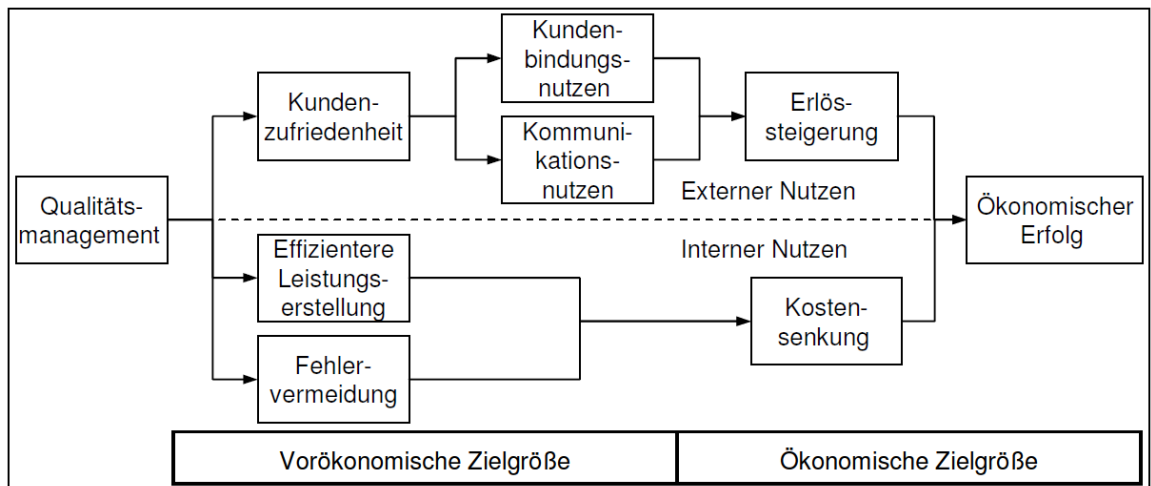 Qualitäts-
management
Kunden-
zufriedenheit
Kunden-
bindungs-
nutzen
Kommuni-
kations-
nutzen
Erlös-
steigerung
Externer Nutzen
Interner Nutzen
Effizientere
Leistungs-
erstellung
Fehler-
vermeidung
Kosten-
senkung
Ökonomischer
Erfolg
Vorökonomische Zielgröße
Ökonomische Zielgröße